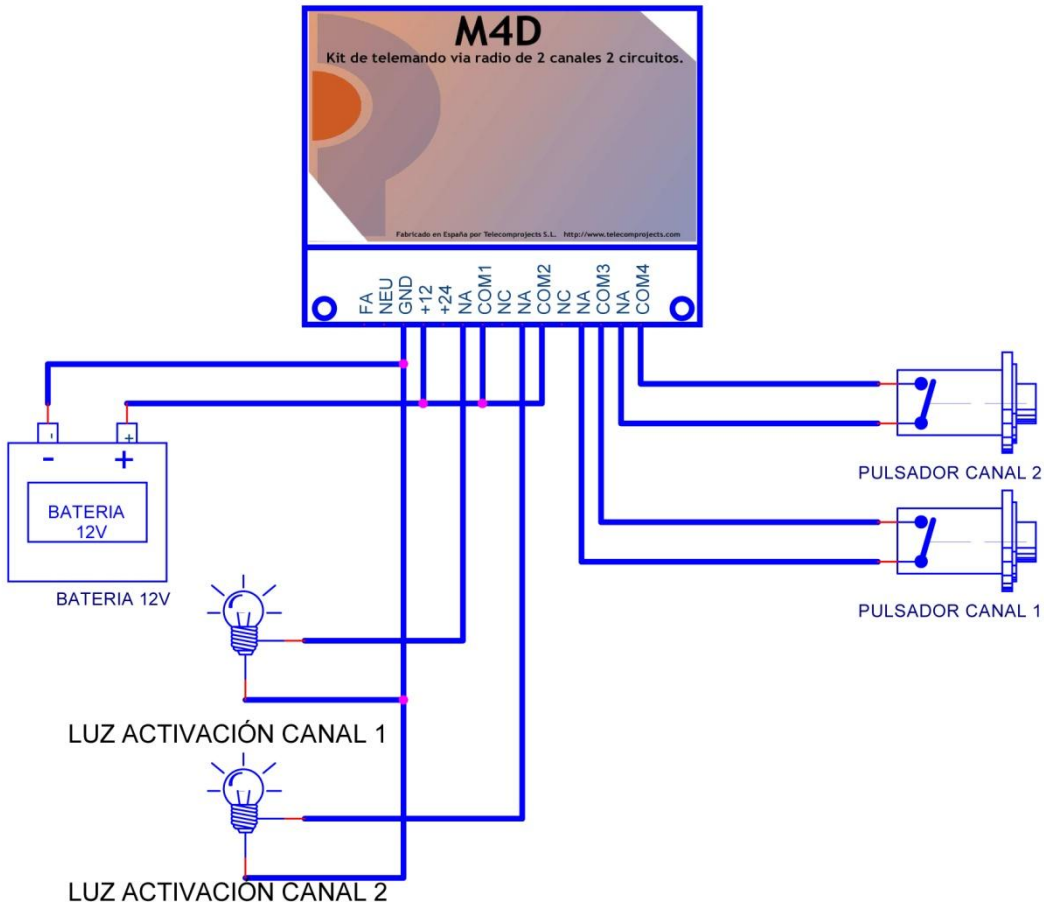 M4D
Kit de telemando via radio de 2 canales 2 circuitos.
Fabricado en España por Telecomprojects S.L. http://www.telecomprojects.com
FA
NEU
GND
+12
+24
NA
COM1
NC
NA
COM2
NC
NA
COM3
NA
COM4
- +
- +
BATERIA
12V
BATERIA 12V
PULSADOR CANAL 2
PULSADOR CANAL 1
LUZ ACTIVACIÓN CANAL 1
LUZ ACTIVACIÓN CANAL 2